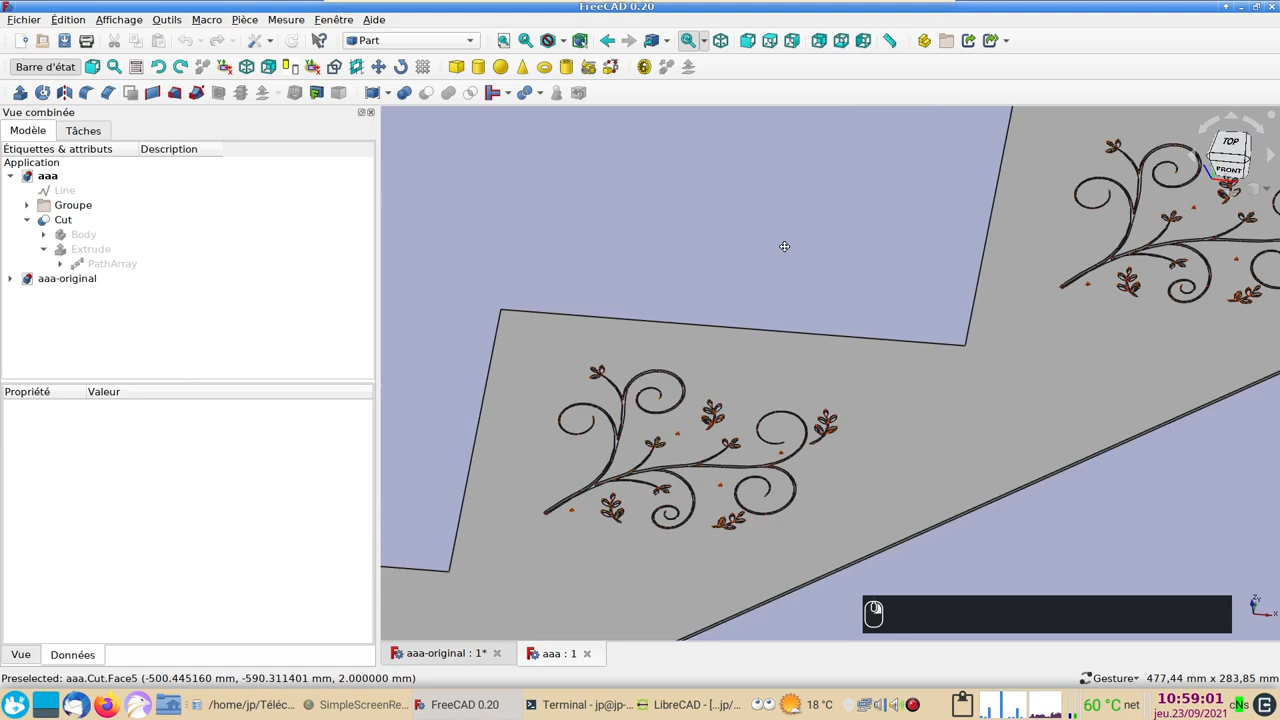 FreeCAD 0.20
Fichier Édition Affichage Outils Macro Pièce Mesure Fenêtre Aide
Part
Barre d'état
Vue combinée
Modèle Tâches
Étiquettes & attributs Description
Application
aaa
Line
Groupe
Cut
Body
Extrude
PathArray
aaa-original
TOP
FRONT
Propriété Valeur
Vue Données
aaa-original : 1* aaa : 1
Preselected: aaa.Cut.Face5 (-500.445160 mm, -590.311401 mm, 2.000000 mm) Gesture 477,44 mm x 283,85 mm
/home/jp/Téléc... SimpleScreenRe... FreeCAD 0.20 Terminal - jp@jp-... LibreCAD - [..jp/... 18 °C 60 °C net 10:59:01
jeu.23/09/2021